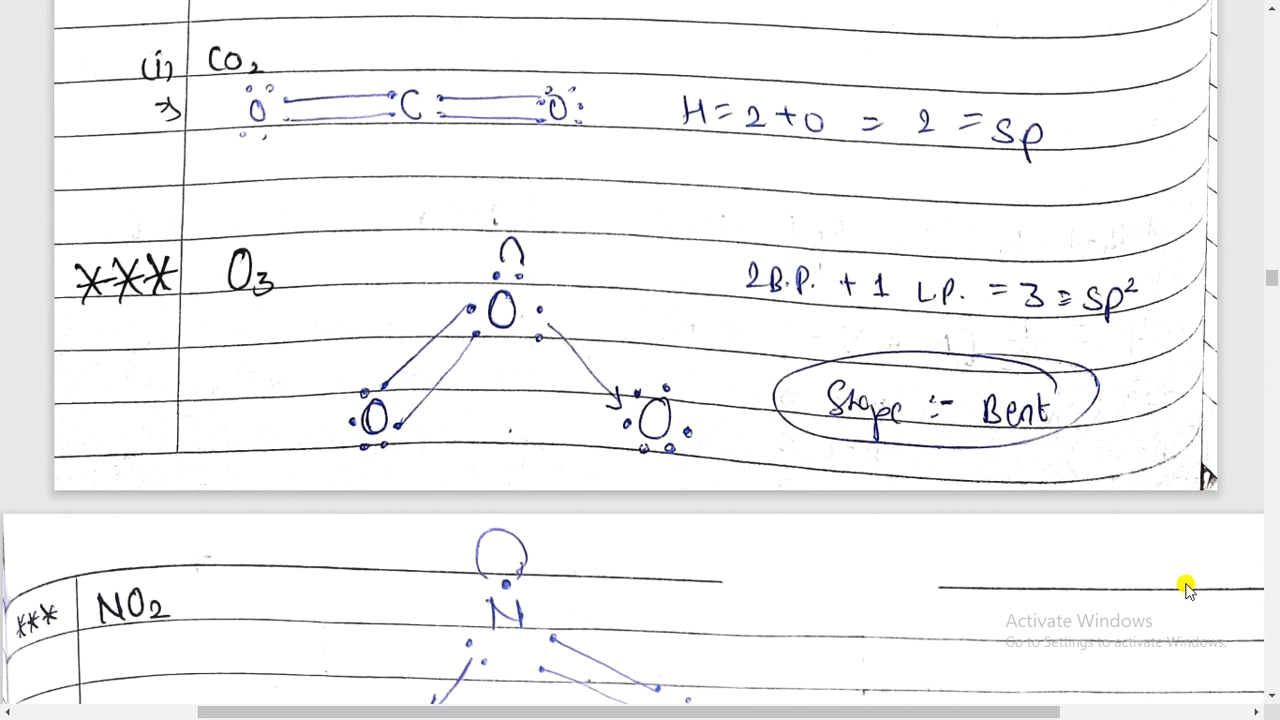 (i) CO₂
⇒ O = C = O H = 2 + 0 = 2 = sp
*** O₃
O
2 B.P. + 1 L.P. = 3 = sp²
O O
Shape :- Bent
*** NO₂ N
Activate Windows
Go to Settings to activate Windows.